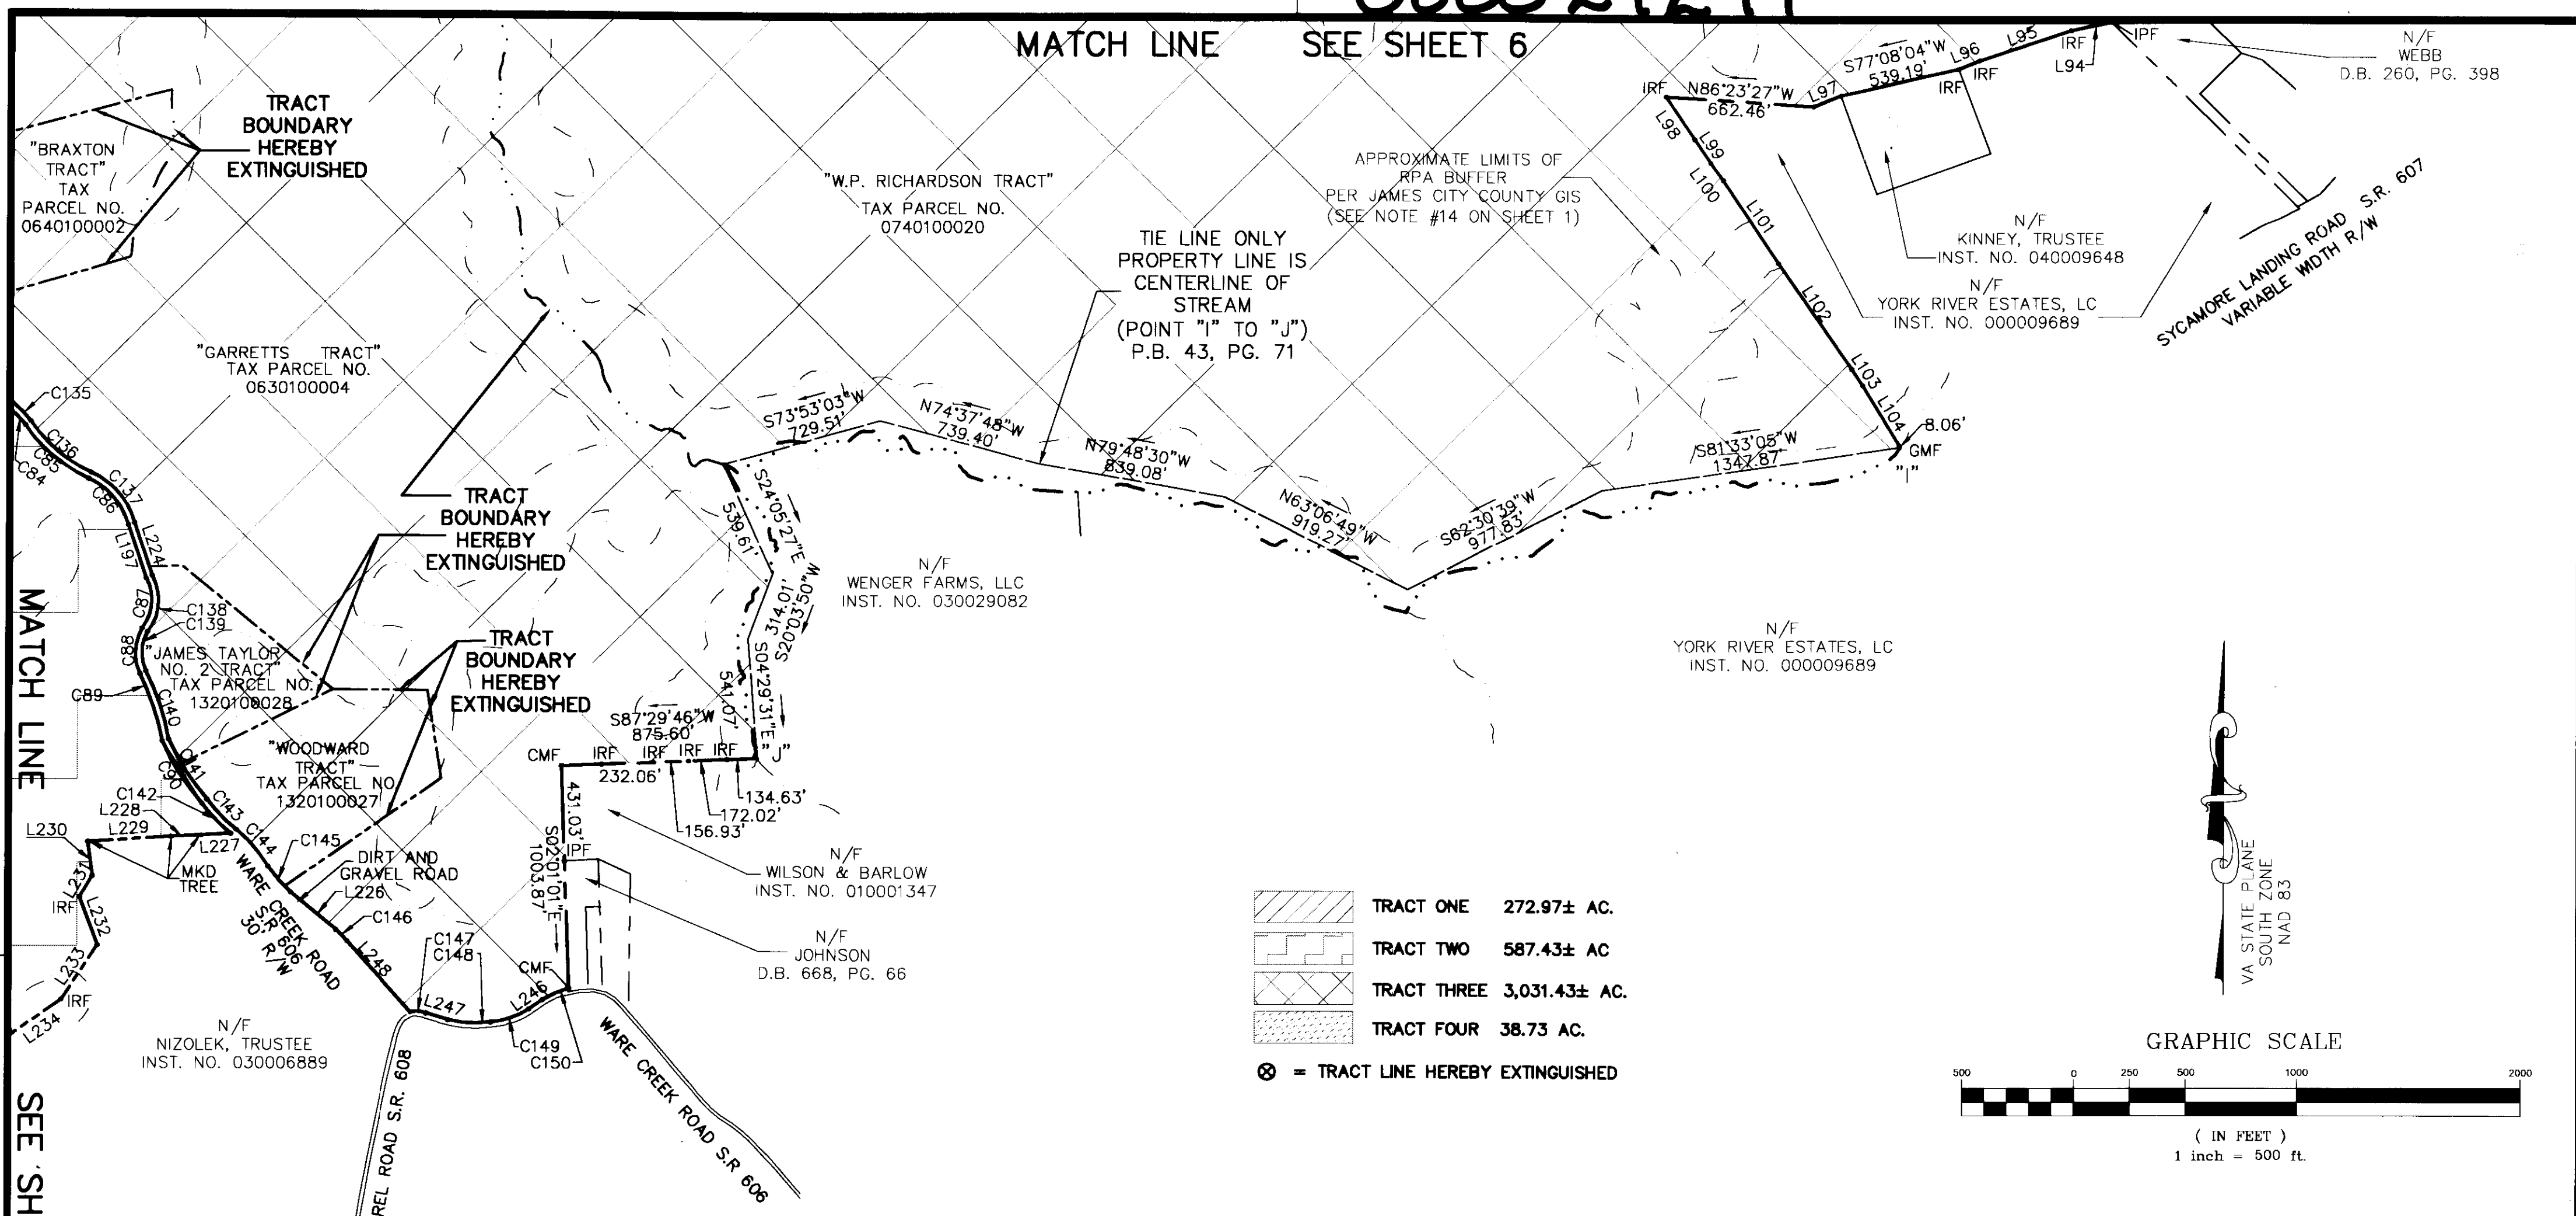 MATCH LINE SEE SHEET 6
TRACT
BOUNDARY
HEREBY
EXTINGUISHED
"BRAXTON
TRACT"
TAX
PARCEL NO.
0640100002
"W.P. RICHARDSON TRACT"
TAX PARCEL NO.
0740100020
"GARRETTS TRACT"
TAX PARCEL NO.
0630100004
TIE LINE ONLY
PROPERTY LINE IS
CENTERLINE OF
STREAM
(POINT "I" TO "J")
P.B. 43, PG. 71
APPROXIMATE LIMITS OF
RPA BUFFER
PER JAMES CITY COUNTY GIS
(SEE NOTE #14 ON SHEET 1)
IRF
N86°23'27"W
662.46'
L97
S77°08'04"W
539.19'
IRF
L96
IRF
L95
IRF
L94
IPF
N/F
WEBB
D.B. 260, PG. 398
L98
L99
L100
L101
L102
L103
L104
8.06'
GMF
"I"
N/F
KINNEY, TRUSTEE
INST. NO. 040009648
N/F
YORK RIVER ESTATES, LC
INST. NO. 000009689
SYCAMORE LANDING ROAD S.R. 607
VARIABLE WIDTH R/W
S73°53'03"W
729.51'
N74°37'48"W
739.40'
N79°48'30"W
839.08'
N63°06'49"W
919.27'
S62°30'39"W
977.83'
S81°33'05"W
1347.87'
C135
C136
C85
C84
C137
C86
L224
L197
C87
C138
C139
C88
C89
C140
C141
C90
C142
L228
L229
L230
L227
C143
C144
C145
TRACT
BOUNDARY
HEREBY
EXTINGUISHED
TRACT
BOUNDARY
HEREBY
EXTINGUISHED
"JAMES TAYLOR
NO. 2 TRACT"
TAX PARCEL NO.
1320100028
"WOODWARD
TRACT"
TAX PARCEL NO.
1320100027
S24°05'27"E
539.61'
314.01'
S20°03'50"W
S04°29'31"E
541.07'
S87°29'46"W
875.60'
CMF
IRF
IRF
IRF
IRF
"J"
232.06'
134.63'
172.02'
156.93'
431.03'
S02°01'01"E
1003.87'
IPF
CMF
N/F
WENGER FARMS, LLC
INST. NO. 030029082
N/F
YORK RIVER ESTATES, LC
INST. NO. 000009689
N/F
WILSON & BARLOW
INST. NO. 010001347
N/F
JOHNSON
D.B. 668, PG. 66
MKD
TREE
L231
IRF
L232
L233
IRF
L234
DIRT AND
GRAVEL ROAD
L226
C146
L248
C147
C148
L247
L246
C149
C150
WARE CREEK ROAD
S.R 606
30' R/W
N/F
NIZOLEK, TRUSTEE
INST. NO. 030006889
REL ROAD S.R. 608
WARE CREEK ROAD S.R 606
MATCH LINE
SEE SH
TRACT ONE 272.97± AC.
TRACT TWO 587.43± AC
TRACT THREE 3,031.43± AC.
TRACT FOUR 38.73 AC.
⊗ = TRACT LINE HEREBY EXTINGUISHED
VA STATE PLANE
SOUTH ZONE
NAD 83
GRAPHIC SCALE
500 0 250 500 1000 2000
( IN FEET )
1 inch = 500 ft.